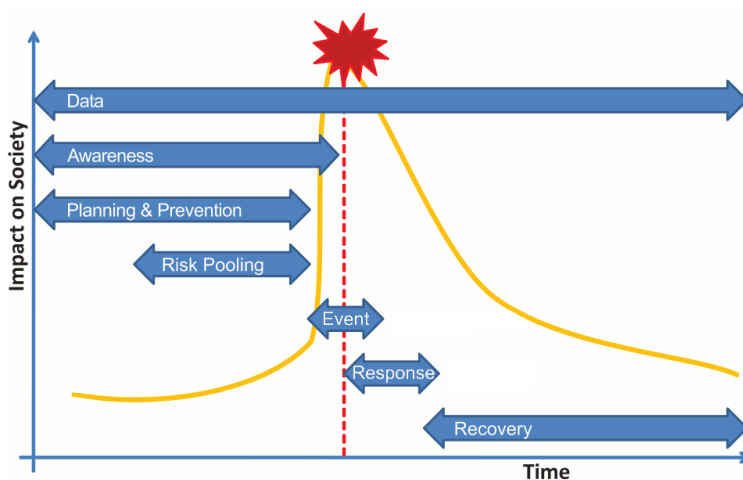 Impact on Society
Data
Awareness
Planning & Prevention
Risk Pooling
Event
Response
Recovery
Time